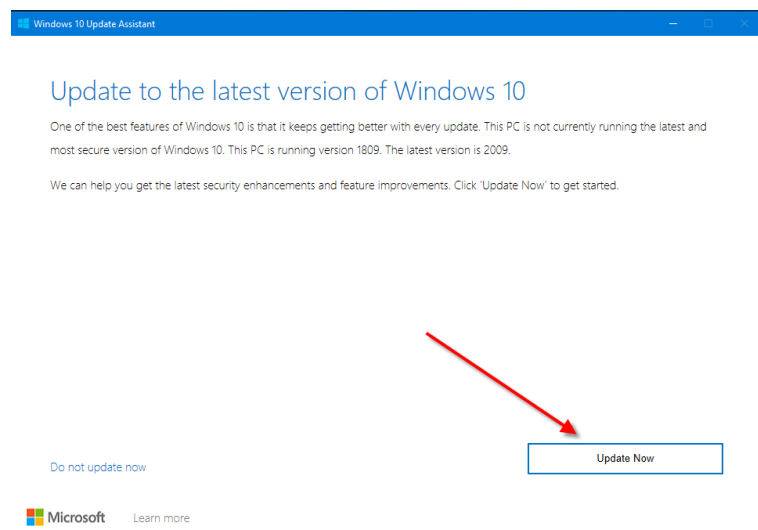 Windows 10 Update Assistant
Update to the latest version of Windows 10
One of the best features of Windows 10 is that it keeps getting better with every update. This PC is not currently running the latest and
most secure version of Windows 10. This PC is running version 1809. The latest version is 2009.
We can help you get the latest security enhancements and feature improvements. Click 'Update Now' to get started.
Update Now
Do not update now
Microsoft Learn more